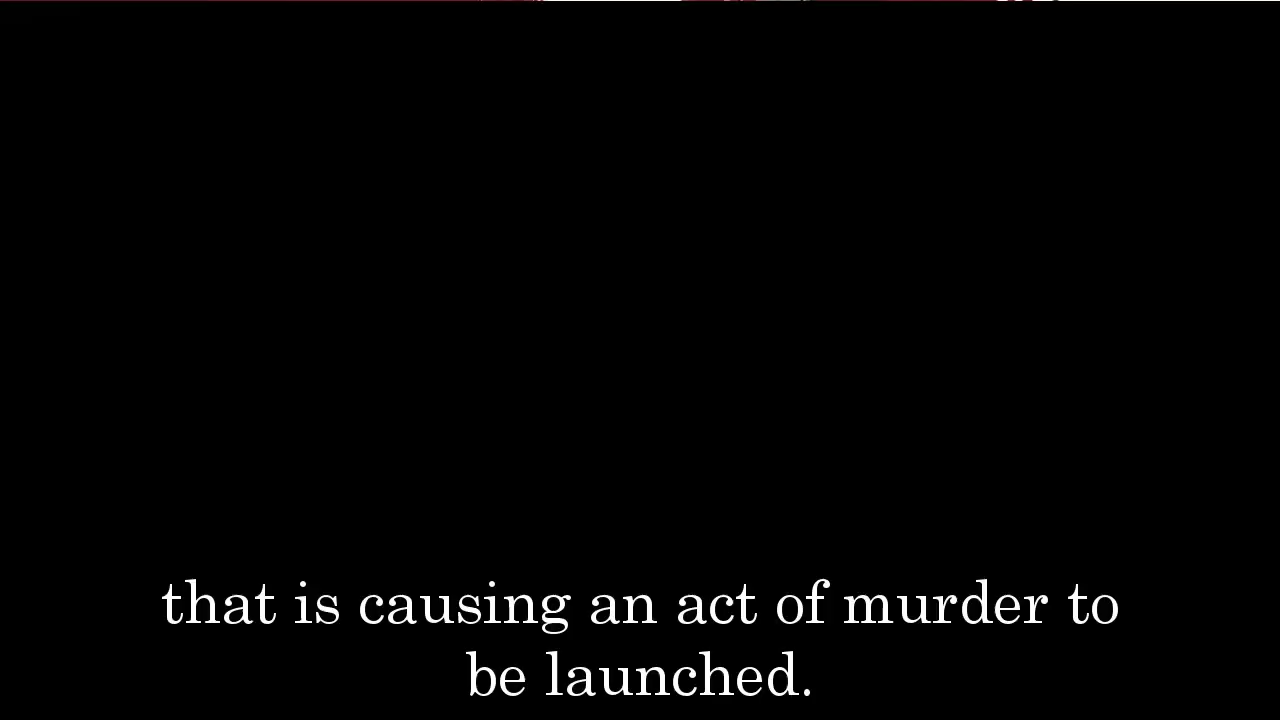 that is causing an act of murder to
be launched.